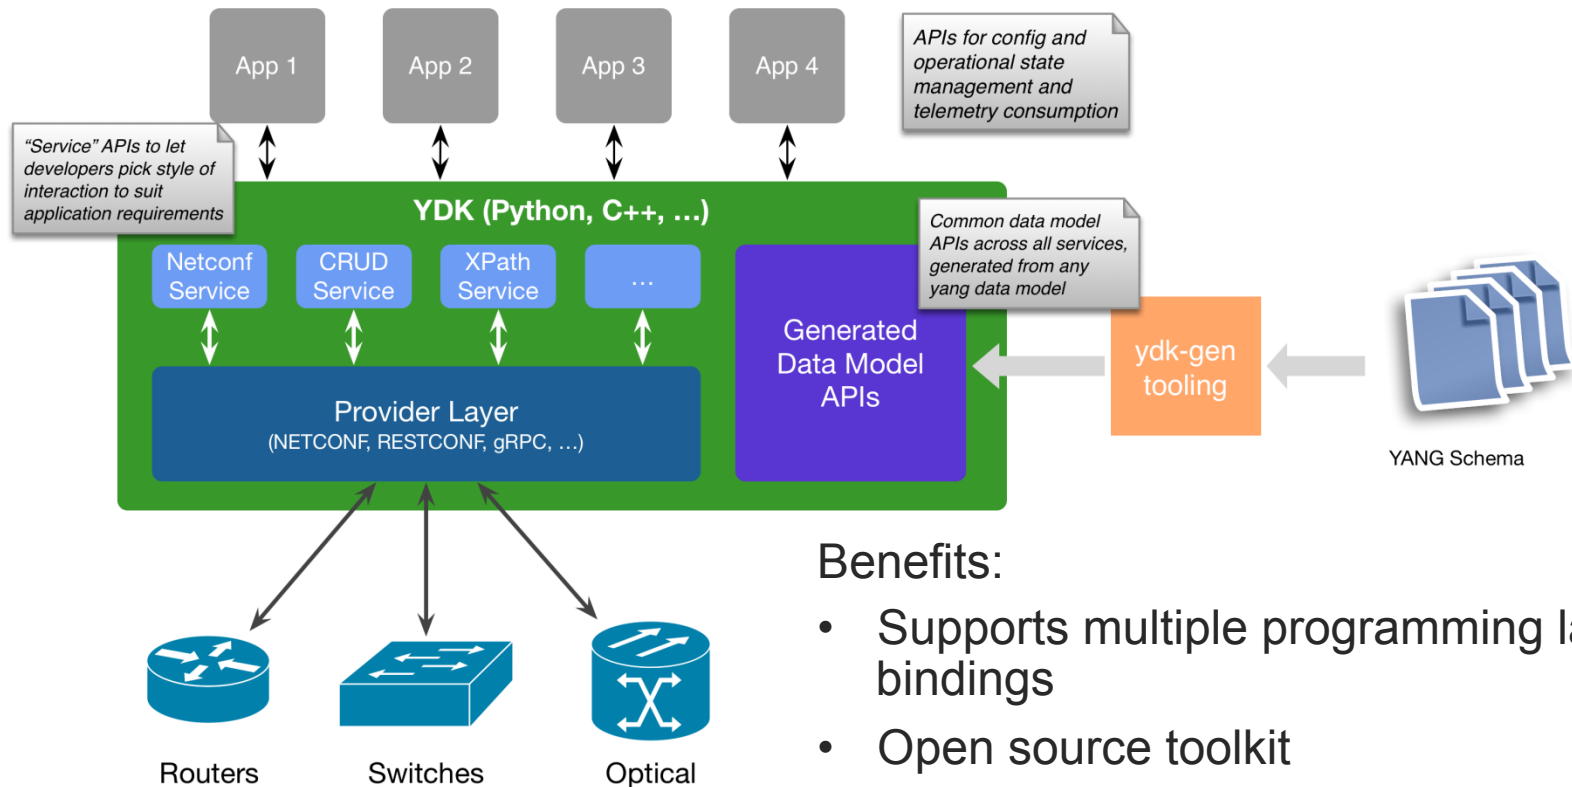 App 1
App 2
App 3
App 4
APIs for config and
operational state
management and
telemetry consumption
“Service” APIs to let
developers pick style of
interaction to suit
application requirements
YDK (Python, C++, …)
Common data model
APIs across all services,
generated from any
yang data model
Netconf
Service
CRUD
Service
XPath
Service
…
Generated
Data Model
APIs
ydk-gen
tooling
Provider Layer
(NETCONF, RESTCONF, gRPC, …)
YANG Schema
Benefits:
• Supports multiple programming
bindings
• Open source toolkit
Routers
Switches
Optical